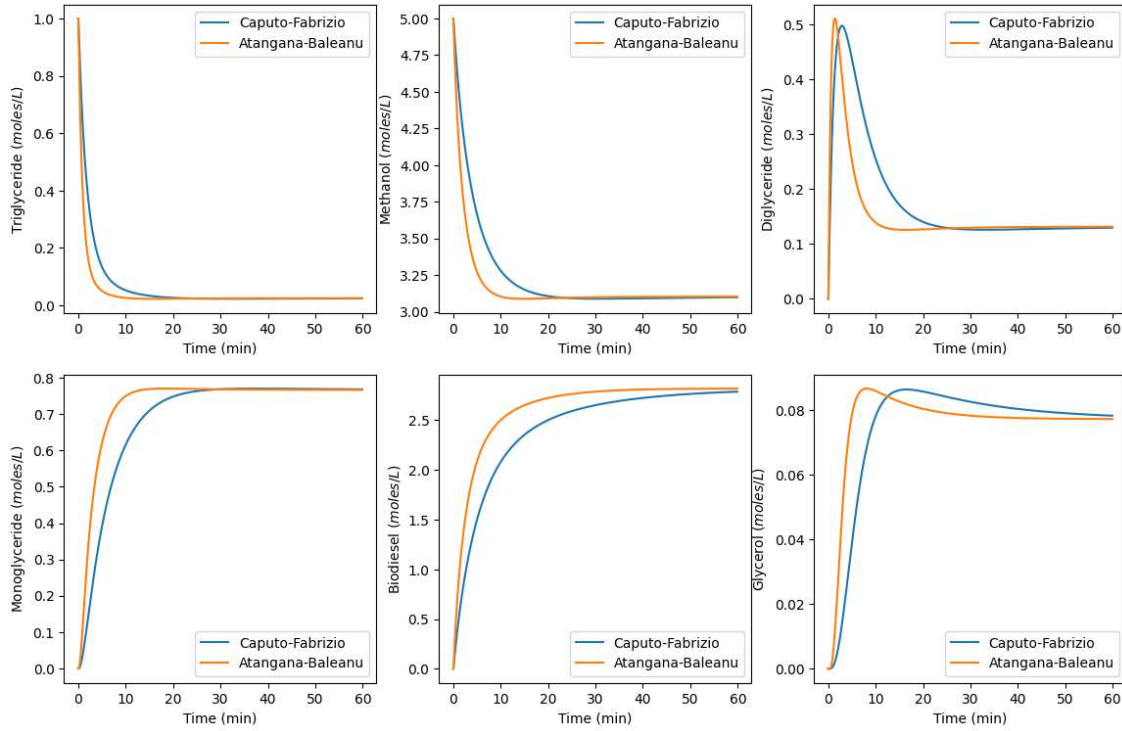 Triglyceride (moles/L)
1.0
0.8
0.6
0.4
0.2
0.0
0 10 20 30 40 50 60
Time (min)
Caputo-Fabrizio
Atangana-Baleanu
Methanol (moles/L)
5.00
4.75
4.50
4.25
4.00
3.75
3.50
3.25
3.00
0 10 20 30 40 50 60
Time (min)
Caputo-Fabrizio
Atangana-Baleanu
Diglyceride (moles/L)
0.5
0.4
0.3
0.2
0.1
0.0
0 10 20 30 40 50 60
Time (min)
Caputo-Fabrizio
Atangana-Baleanu
Monoglyceride (moles/L)
0.8
0.7
0.6
0.5
0.4
0.3
0.2
0.1
0.0
0 10 20 30 40 50 60
Time (min)
Caputo-Fabrizio
Atangana-Baleanu
Biodiesel (moles/L)
2.5
2.0
1.5
1.0
0.5
0.0
0 10 20 30 40 50 60
Time (min)
Caputo-Fabrizio
Atangana-Baleanu
Glycerol (moles/L)
0.08
0.06
0.04
0.02
0.00
0 10 20 30 40 50 60
Time (min)
Caputo-Fabrizio
Atangana-Baleanu